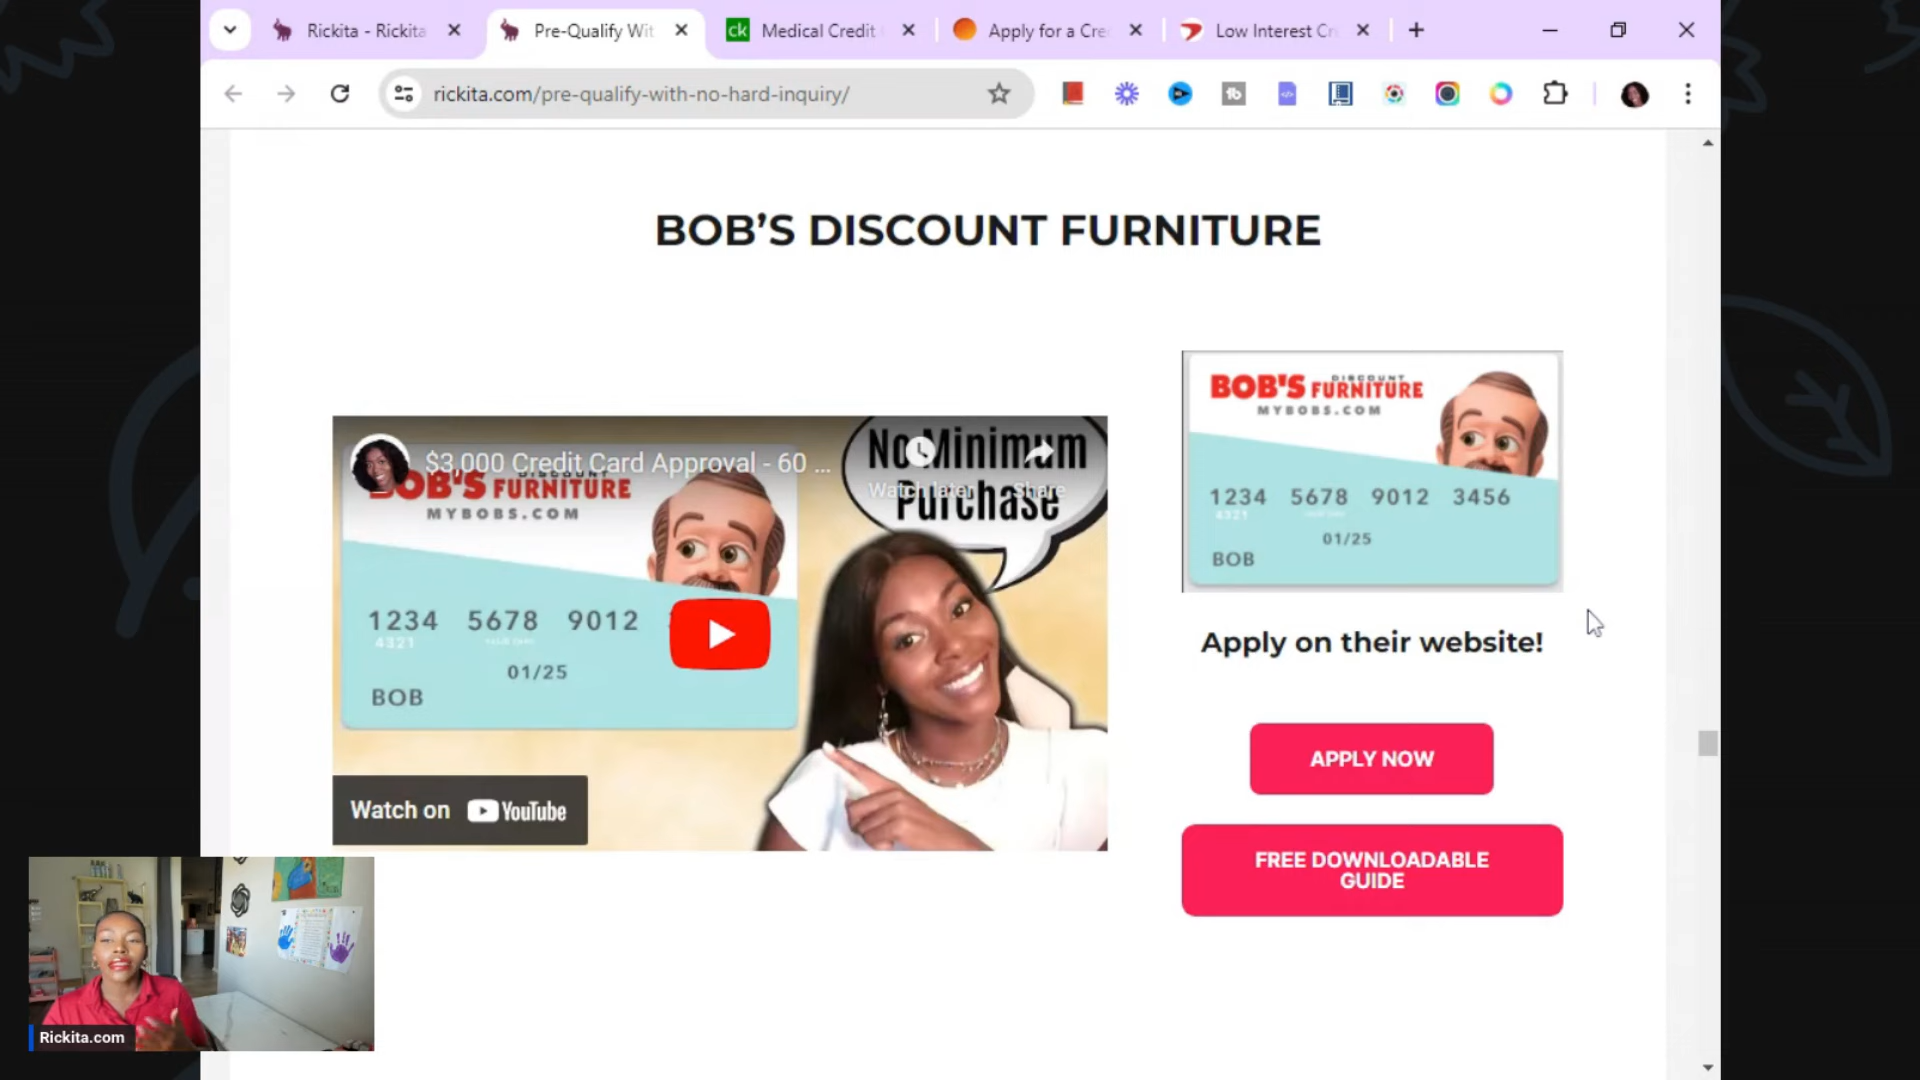 Rickita - Rickita
Pre-Qualify Wit
ck
Medical Credit
Apply for a Cre
Low Interest Cr
rickita.com/pre-qualify-with-no-hard-inquiry/
BOB'S DISCOUNT FURNITURE
$3,000 Credit Card Approval - 60 ...
Watch later
Share
No Minimum
Purchase
BOB'S DISCOUNT FURNITURE
MYBOBS.COM
1234 5678 9012
4321
01/25
BOB
Watch on YouTube
BOB'S DISCOUNT FURNITURE
MYBOBS.COM
1234 5678 9012 3456
4321
01/25
BOB
Apply on their website!
APPLY NOW
FREE DOWNLOADABLE
GUIDE
Rickita.com